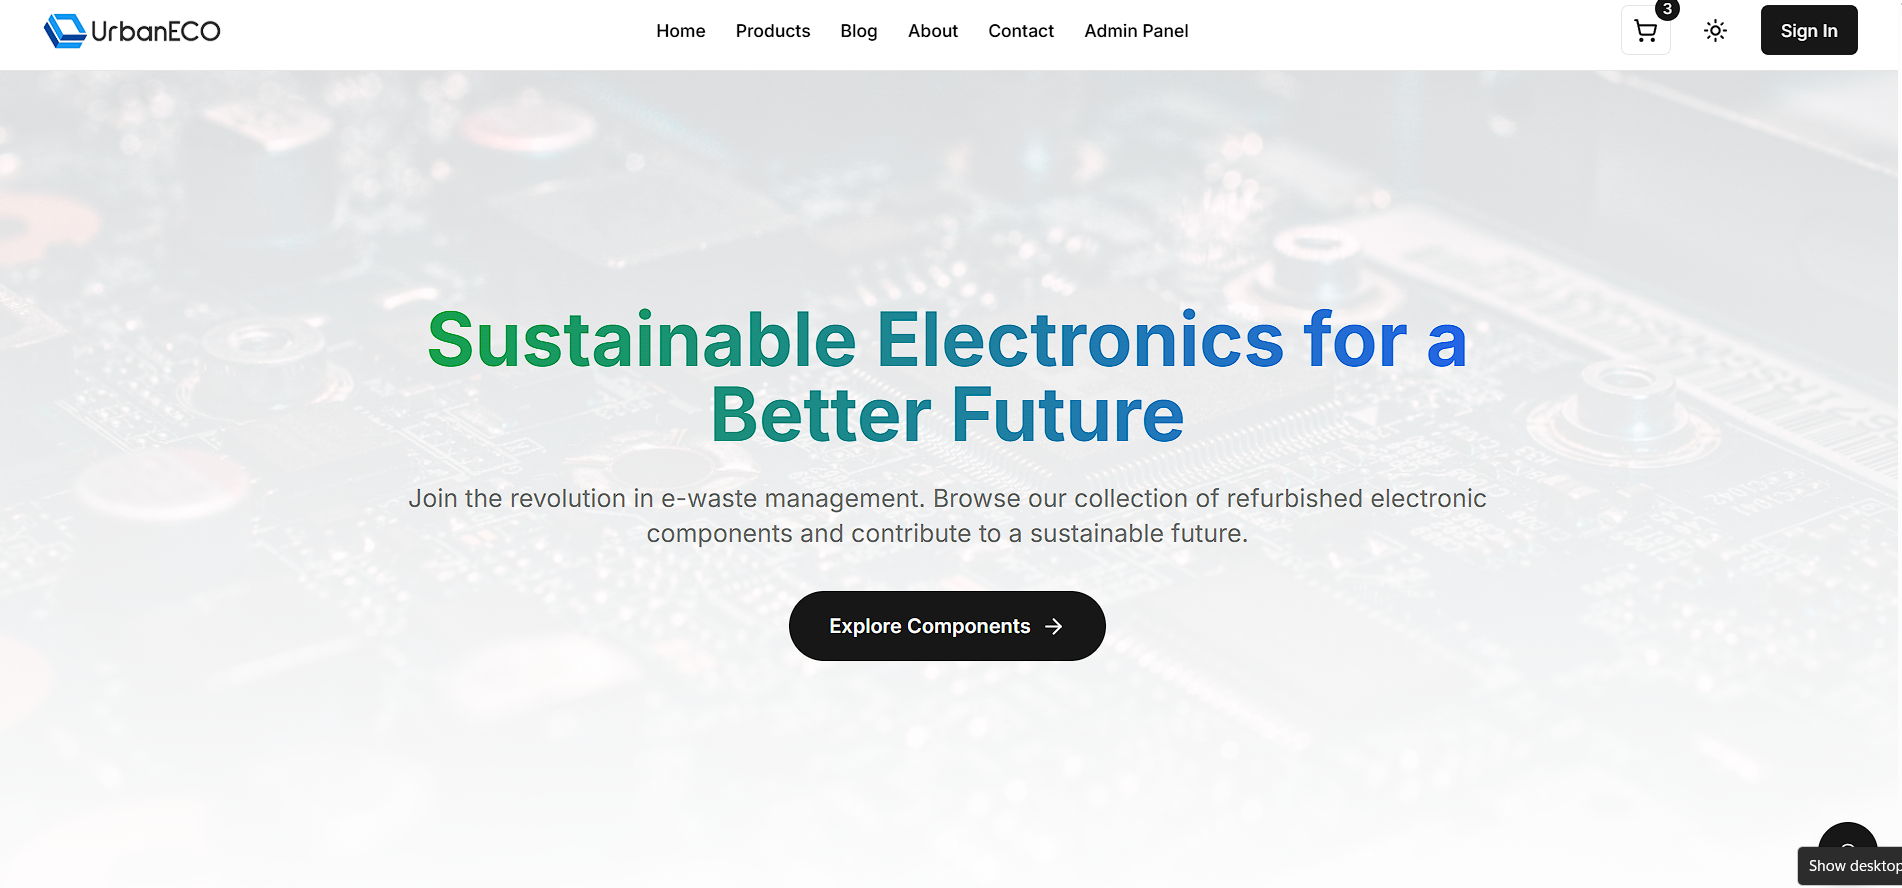 UrbanECO
Home Products Blog About Contact Admin Panel
3
Sign In
Sustainable Electronics for a
Better Future
Join the revolution in e-waste management. Browse our collection of refurbished electronic
components and contribute to a sustainable future.
Explore Components →
Show desktop